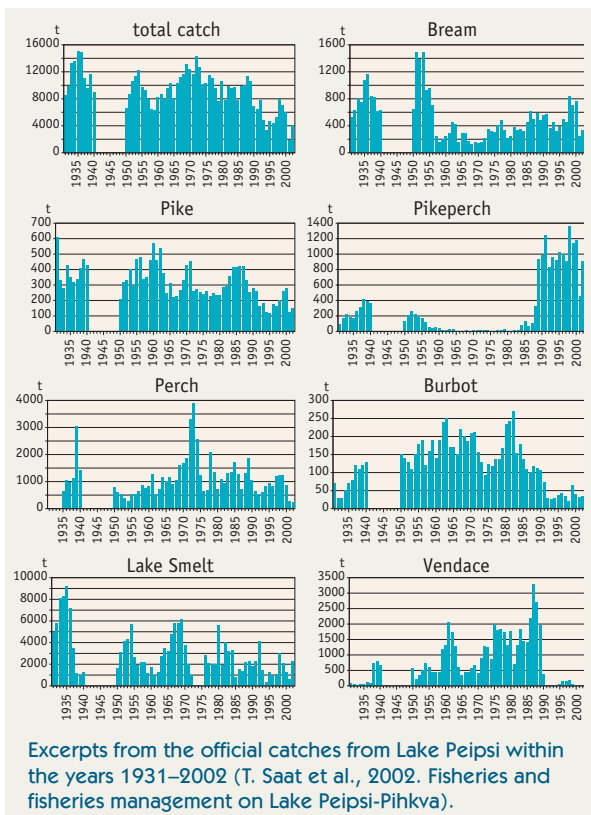 total catch
t
16000
12000
8000
4000
0
1935 1940 1945 1950 1955 1960 1965 1970 1975 1980 1985 1990 1995 2000
Bream
t
1600
1200
800
400
0
1935 1940 1945 1950 1955 1960 1965 1970 1975 1980 1985 1990 1995 2000
Pike
t
700
600
500
400
300
200
100
0
1935 1940 1945 1950 1955 1960 1965 1970 1975 1980 1985 1990 1995 2000
Pikeperch
t
1400
1200
1000
800
600
400
200
0
1935 1940 1945 1950 1955 1960 1965 1970 1975 1980 1985 1990 1995 2000
Perch
t
4000
3000
2000
1000
0
1935 1940 1945 1950 1955 1960 1965 1970 1975 1980 1985 1990 1995 2000
Burbot
t
300
250
200
150
100
50
0
1935 1940 1945 1950 1955 1960 1965 1970 1975 1980 1985 1990 1995 2000
Lake Smelt
t
10000
8000
6000
4000
2000
0
1935 1940 1945 1950 1955 1960 1965 1970 1975 1980 1985 1990 1995 2000
Vendace
t
3500
3000
2500
2000
1500
1000
500
0
1935 1940 1945 1950 1955 1960 1965 1970 1975 1980 1985 1990 1995 2000
Excerpts from the official catches from Lake Peipsi within
the years 1931–2002 (T. Saat et al., 2002. Fisheries and
fisheries management on Lake Peipsi-Pihkva).